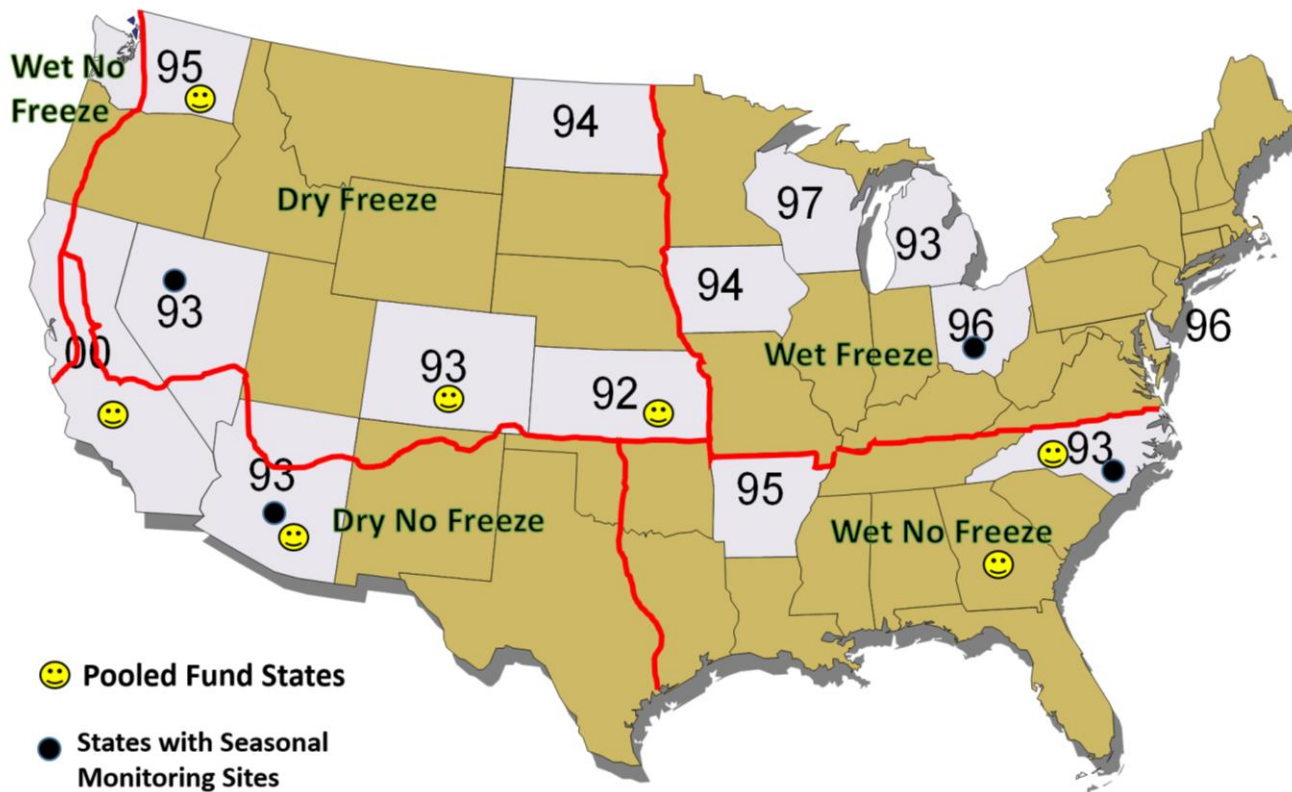 Wet No
Freeze
95
94
97
93
Dry Freeze
93
94
96
96
00
93
92
Wet Freeze
93
93
95
Dry No Freeze
Wet No Freeze
Pooled Fund States
States with Seasonal
Monitoring Sites